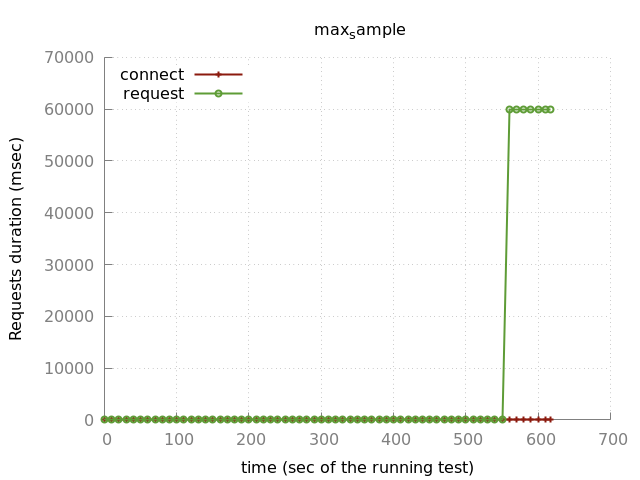 maxsample
70000
60000
50000
40000
30000
20000
10000
0
connect
request
Requests duration (msec)
0 100 200 300 400 500 600 700
time (sec of the running test)